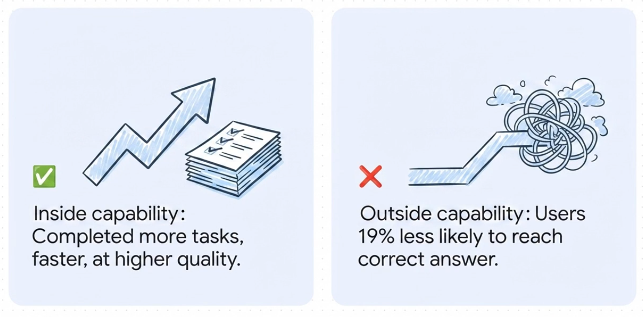 Inside capability:
Completed more tasks,
faster, at higher quality.
Outside capability: Users
19% less likely to reach
correct answer.